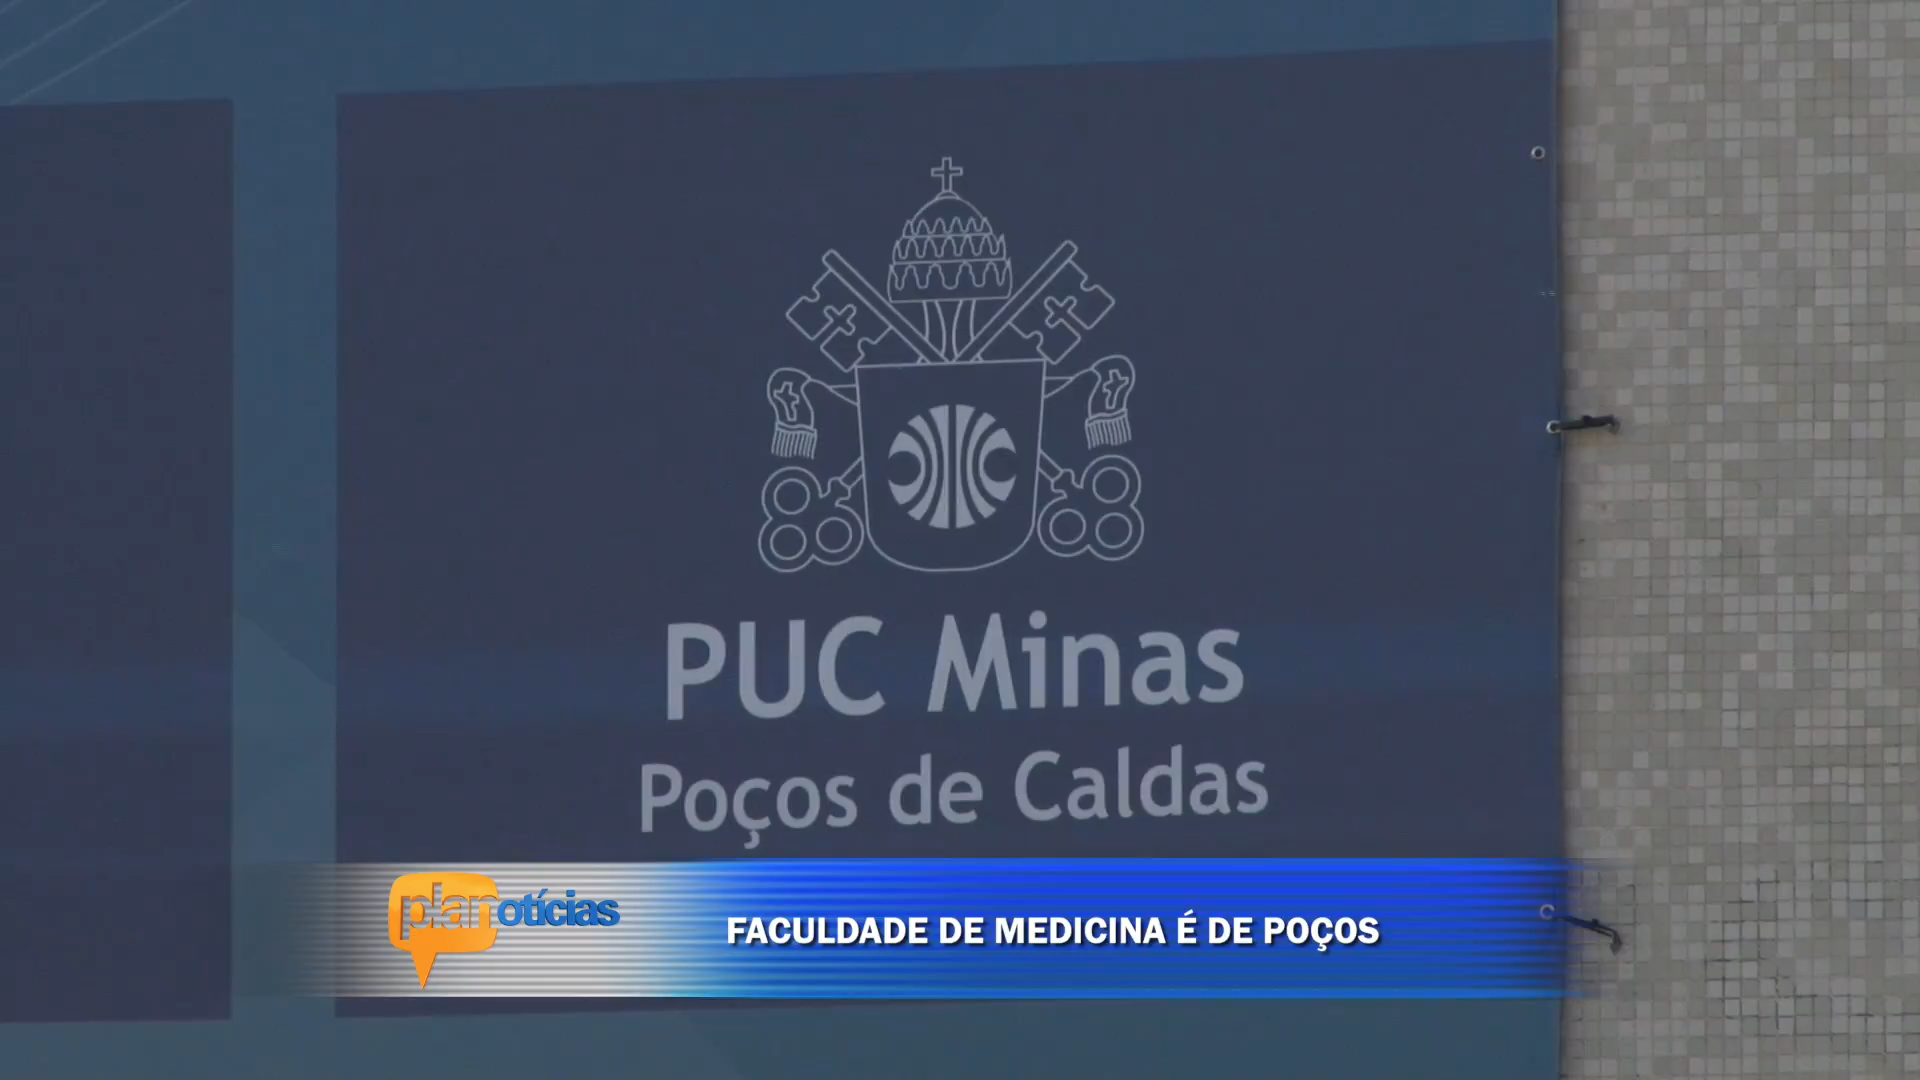 PUC Minas
Poços de Caldas
planotícias
FACULDADE DE MEDICINA É DE POÇOS